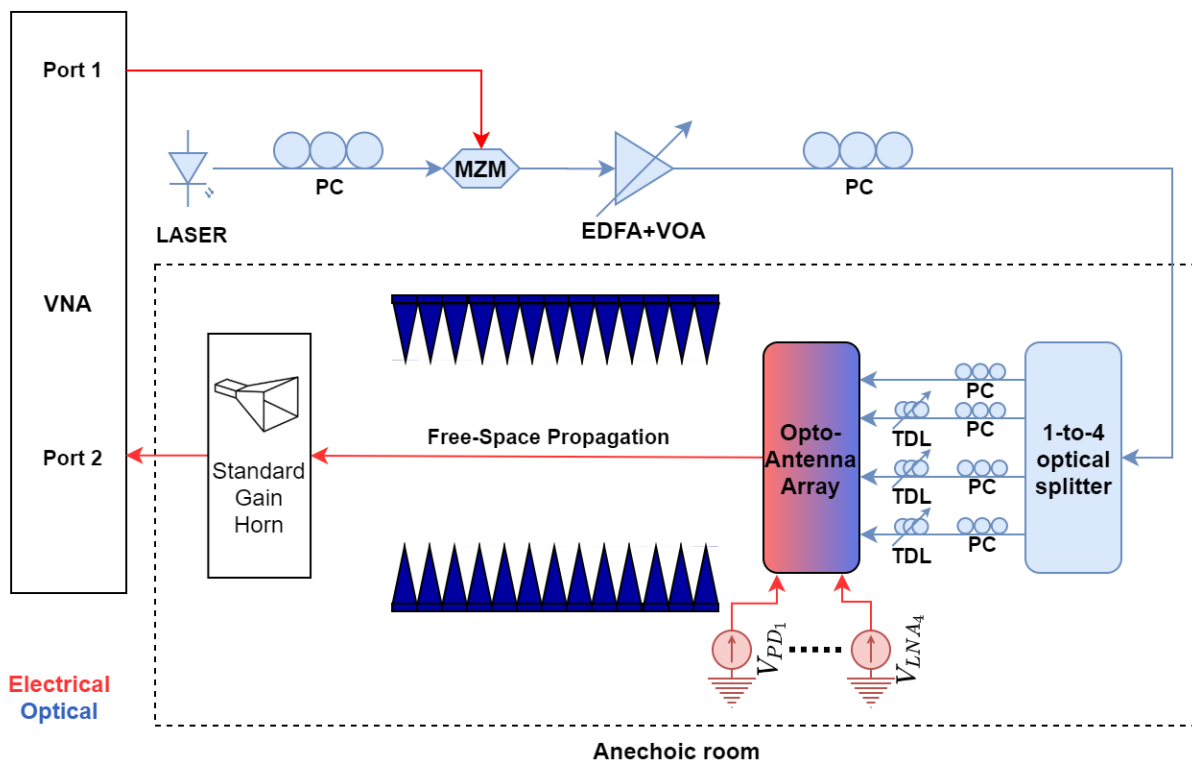 Port 1
PC
MZM
PC
LASER
EDFA+VOA
VNA
Port 2
Standard
Gain
Horn
Free-Space Propagation
Opto-
Antenna
Array
PC
TDL
PC
TDL
PC
TDL
PC
1-to-4
optical
splitter
V_{PD_1}
V_{LNA_4}
Electrical
Optical
Anechoic room